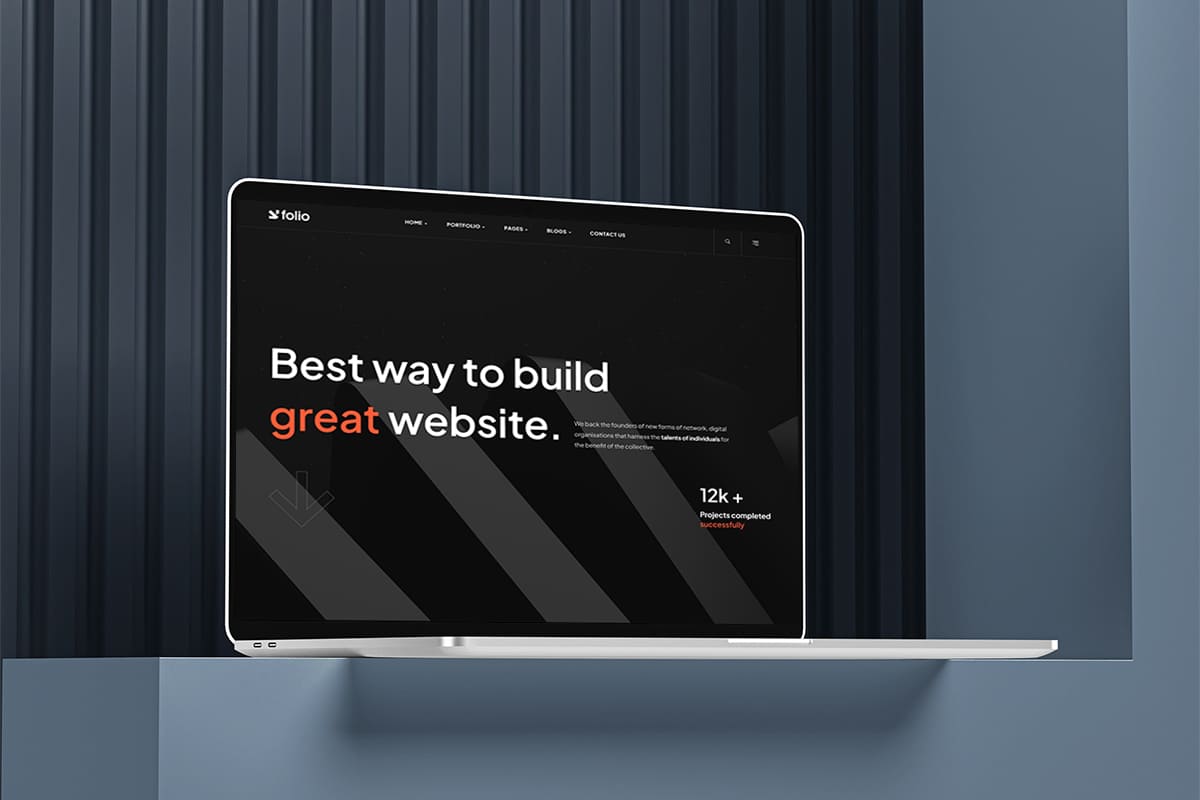 folio
HOME
PORTFOLIO
PAGES
BLOGS
CONTACT US
Best way to build
great website.
We back the founders of new forms of network, digital
organisations that harness the talents of individuals for
the benefit of the collective.
12k +
Projects completed
successfully